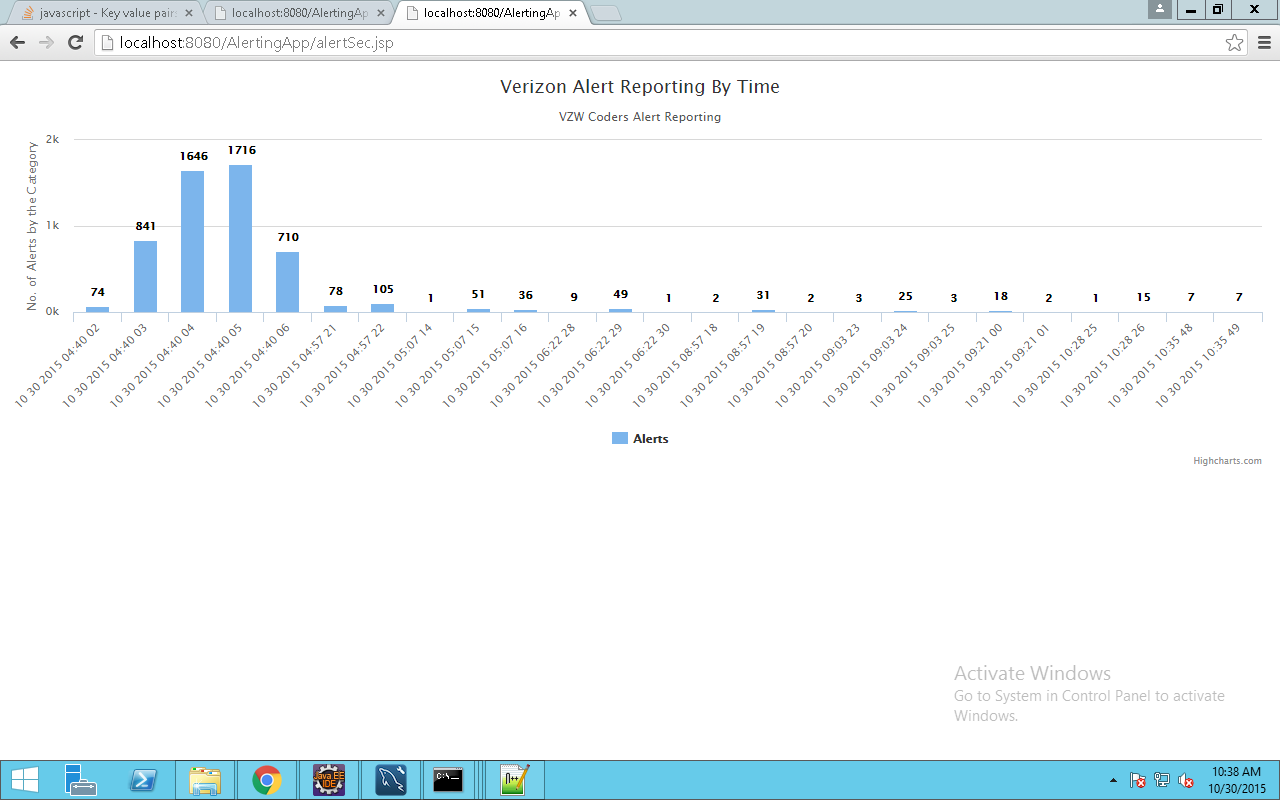 javascript - Key value pair
localhost:8080/AlertingAp
localhost:8080/AlertingAp
localhost:8080/AlertingApp/alertSec.jsp
Verizon Alert Reporting By Time
VZW Coders Alert Reporting
No. of Alerts by the Category
2k
1k
0k
74
841
1646
1716
710
78
105
1
51
36
9
49
1
2
31
2
3
25
3
18
2
1
15
7
7
10 30 2015 04:40 02
10 30 2015 04:40 03
10 30 2015 04:40 04
10 30 2015 04:40 05
10 30 2015 04:40 06
10 30 2015 04:57 21
10 30 2015 04:57 22
10 30 2015 05:07 14
10 30 2015 05:07 15
10 30 2015 05:07 16
10 30 2015 06:22 28
10 30 2015 06:22 29
10 30 2015 06:22 30
10 30 2015 08:57 18
10 30 2015 08:57 19
10 30 2015 08:57 20
10 30 2015 09:03 23
10 30 2015 09:03 24
10 30 2015 09:03 25
10 30 2015 09:21 00
10 30 2015 09:21 01
10 30 2015 10:28 25
10 30 2015 10:28 26
10 30 2015 10:35 48
10 30 2015 10:35 49
Alerts
Highcharts.com
Activate Windows
Go to System in Control Panel to activate
Windows.
Java EE
IDE
C:\-
10:38 AM
10/30/2015